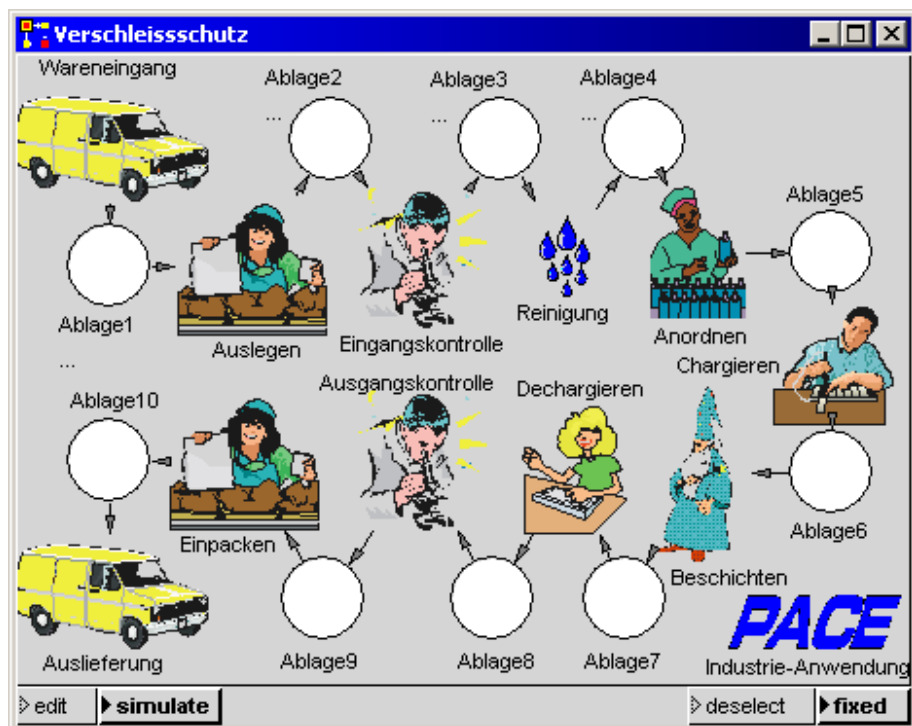 Verschleissschutz
Wareneingang
Ablage2
Ablage3
Ablage4
...
...
...
Ablage5
Ablage1
Auslegen
Eingangskontrolle
Reinigung
Anordnen
Chargieren
...
Ablage10
Ausgangskontrolle
Dechargieren
Einpacken
Ablage6
Beschichten
Auslieferung
Ablage9
Ablage8
Ablage7
PACE
Industrie-Anwendung
edit
simulate
deselect
fixed